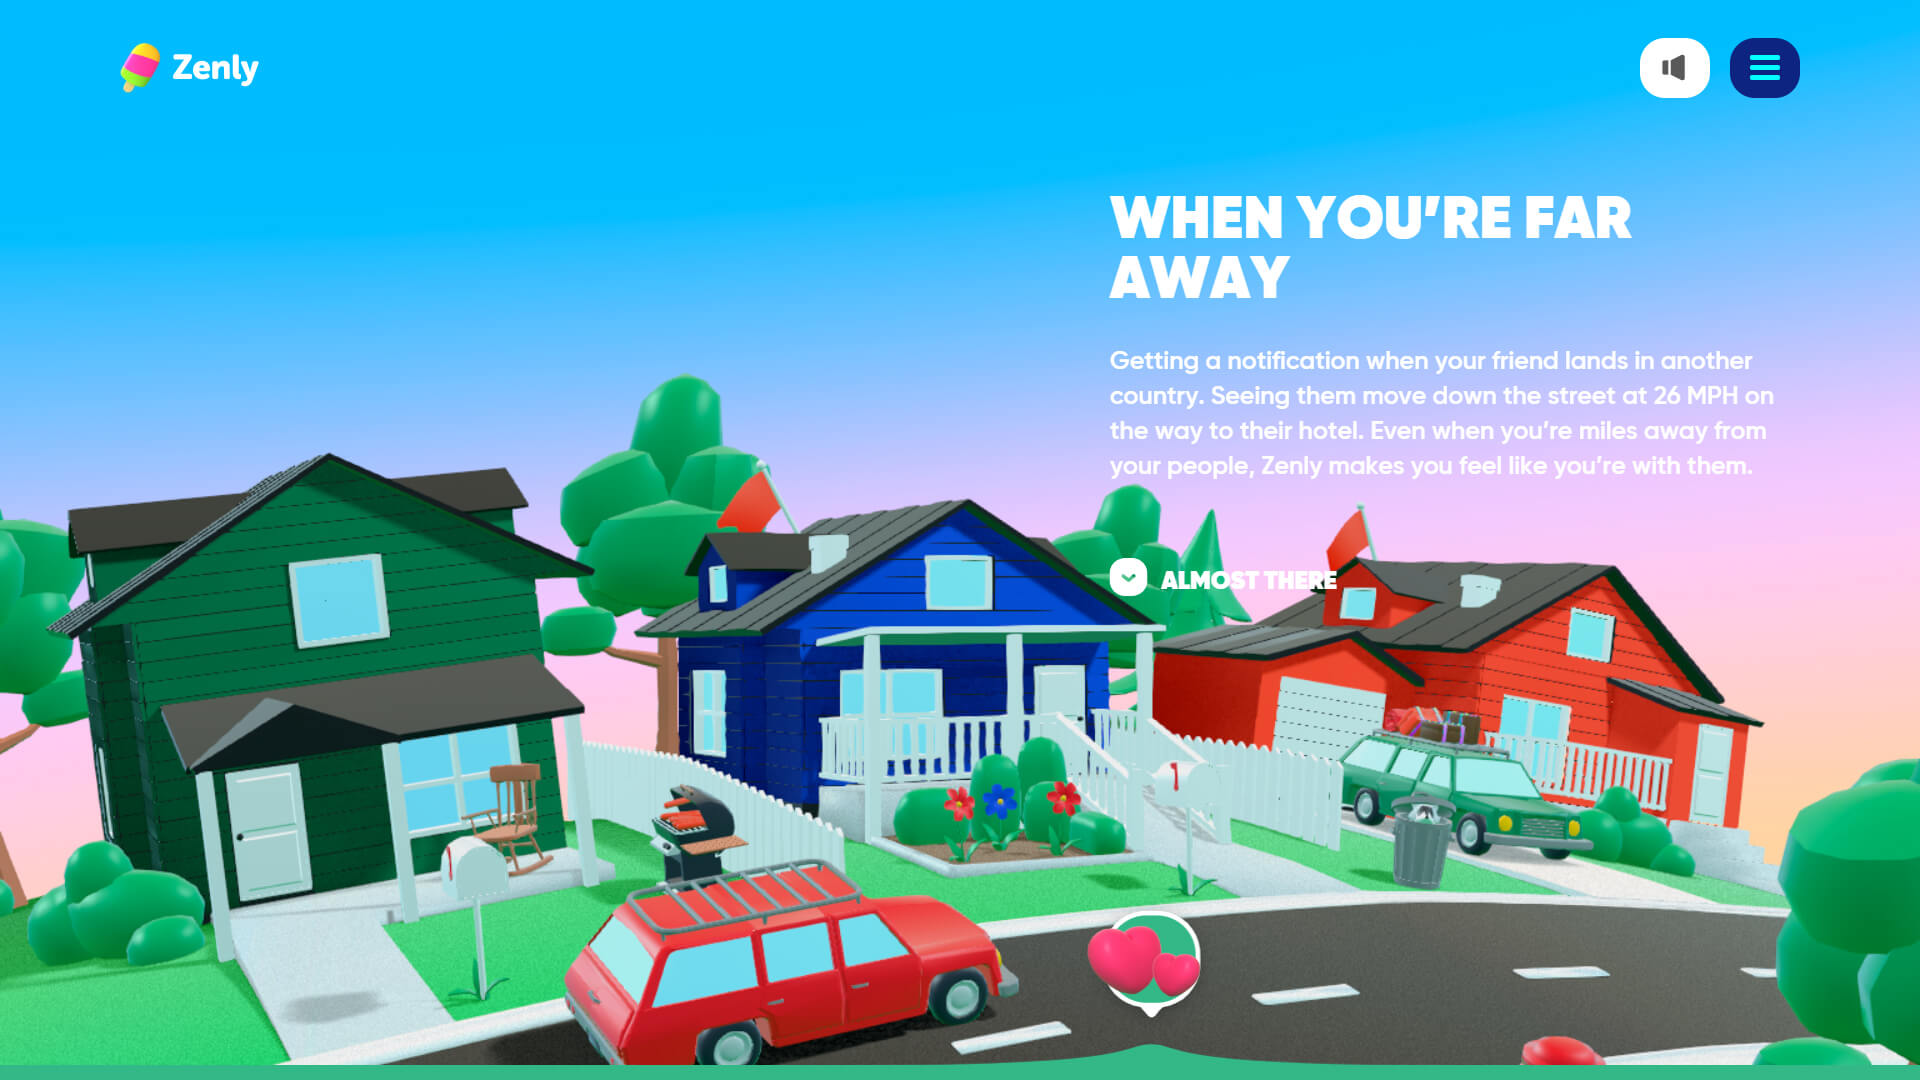 Zenly
WHEN YOU’RE FAR
AWAY
Getting a notification when your friend lands in another
country. Seeing them move down the street at 26 MPH on
the way to their hotel. Even when you’re miles away from
your people, Zenly makes you feel like you’re with them.
ALMOST THERE